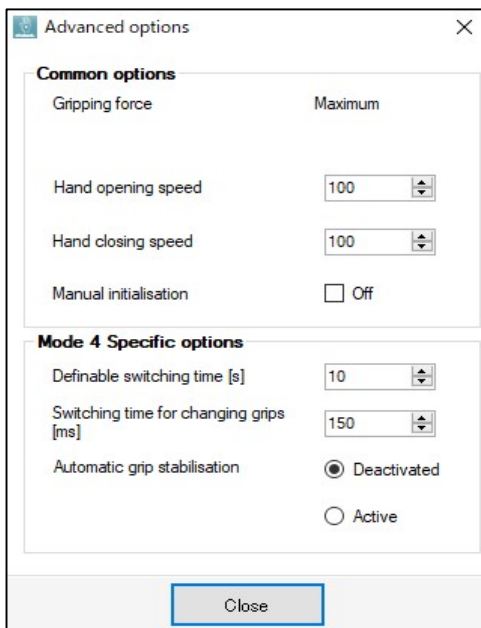 Advanced options
Common options
Gripping force Maximum
Hand opening speed 100
Hand closing speed 100
Manual initialisation Off
Mode 4 Specific options
Definable switching time [s] 10
Switching time for changing grips
[ms] 150
Automatic grip stabilisation Deactivated
Active
Close